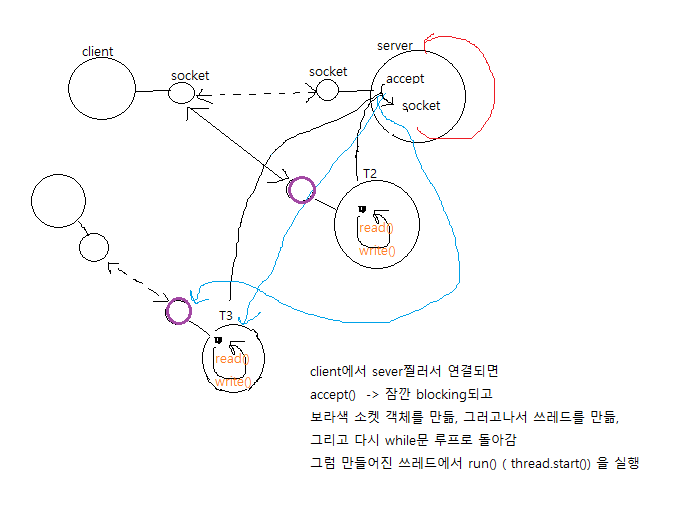 client
server
socket
socket
accept
socket
T2
read()
write()
T3
read()
write()
client에서 sever찔러서 연결되면
accept() -> 잠깐 blocking되고
보라색 소켓 객체를 만듦, 그러고나서 쓰레드를 만듦,
그리고 다시 while문 루프로 돌아감
그럼 만들어진 쓰레드에서 run() ( thread.start()) 을 실행